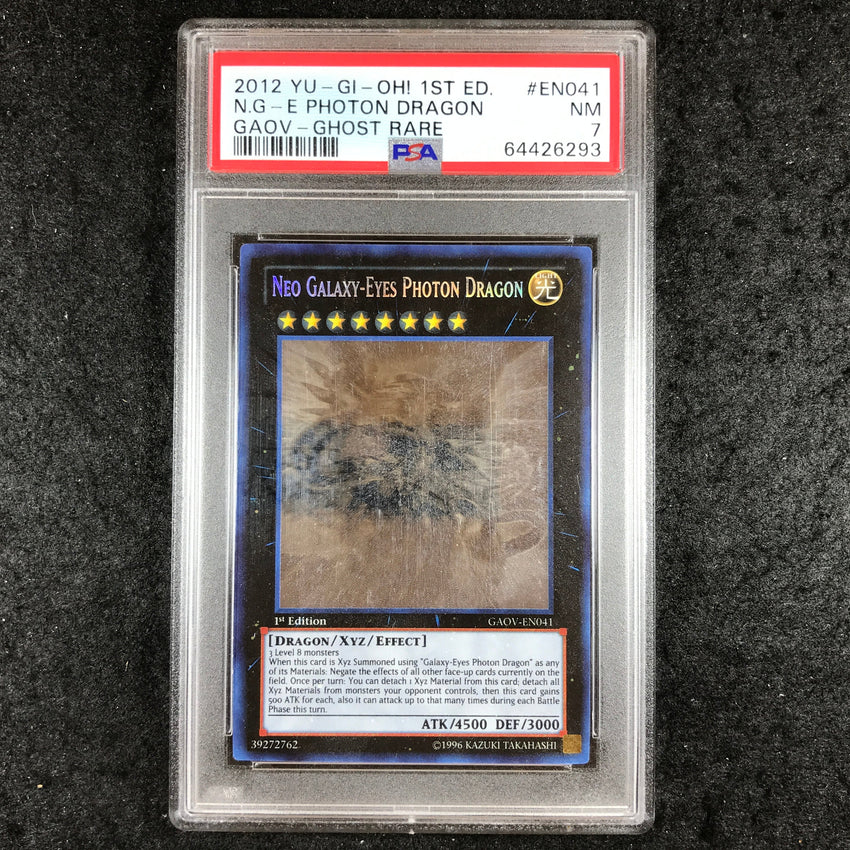 2012 YU-GI-OH! 1ST ED. #EN041
N.G-E PHOTON DRAGON NM
GAOV-GHOST RARE 7
PSA 64426293
NEO GALAXY-EYES PHOTON DRAGON
LIGHT
光
1st Edition GAOV-EN041
[DRAGON/XYZ/EFFECT]
3 Level 8 monsters
When this card is Xyz Summoned using "Galaxy-Eyes Photon Dragon" as any
of its Materials: Negate the effects of all other face-up cards currently on the
field. Once per turn: You can detach 1 Xyz Material from this card; detach all
Xyz Materials from monsters your opponent controls, then this card gains
500 ATK for each, also it can attack up to that many times during each Battle
Phase this turn.
ATK/4500 DEF/3000
39272762 ©1996 KAZUKI TAKAHASHI